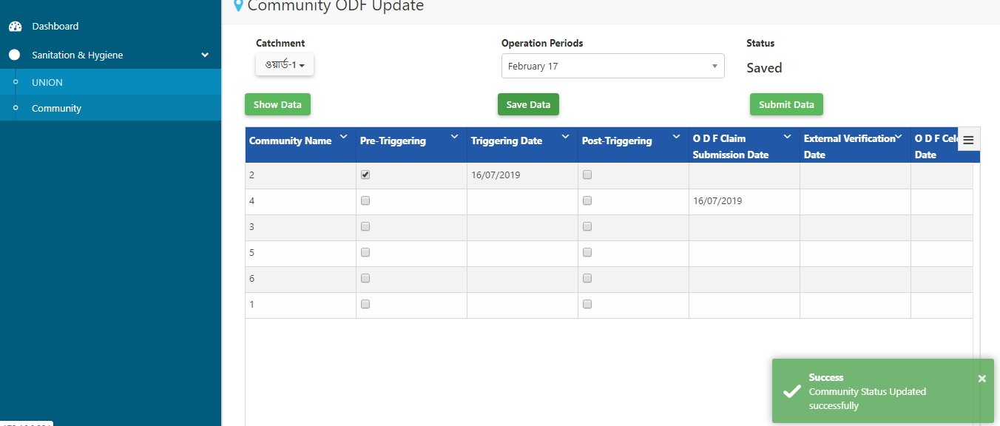 Community ODF Update
Dashboard
Sanitation & Hygiene
UNION
Community
Catchment
Operation Periods
Status
ওয়ার্ড-1
February 17
Saved
Show Data
Save Data
Submit Data
Community Name
Pre-Triggering
Triggering Date
Post-Triggering
O D F Claim
Submission Date
External Verification
Date
O D F
Date
2
16/07/2019
4
16/07/2019
3
5
6
1
Success
Community Status Updated
successfully